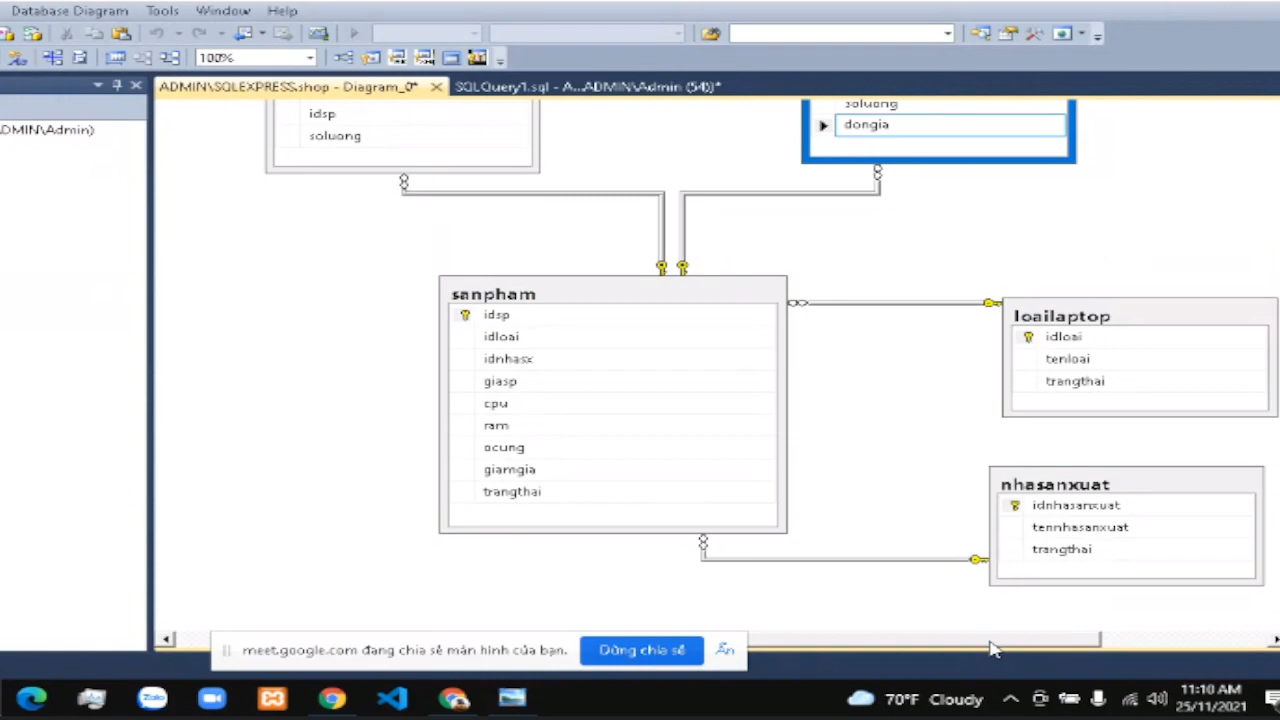 Database Diagram Tools Window Help
100%
ADMIN\SQLEXPRESS.shop - Diagram_0* SQLQuery1.sql - A...ADMIN\Admin (54))*
DMIN\Admin)
idsp
soluong
soluong
dongia
sanpham
idsp
idloai
idnhasx
giasp
cpu
ram
ocung
giamgia
trangthai
loailaptop
idloai
tenloai
trangthai
nhasanxuat
idnhasanxuat
tennhasanxuat
trangthai
meet.google.com đang chia sẻ màn hình của bạn. Dừng chia sẻ Ẩn
Zalo
70°F Cloudy
11:10 AM
25/11/2021